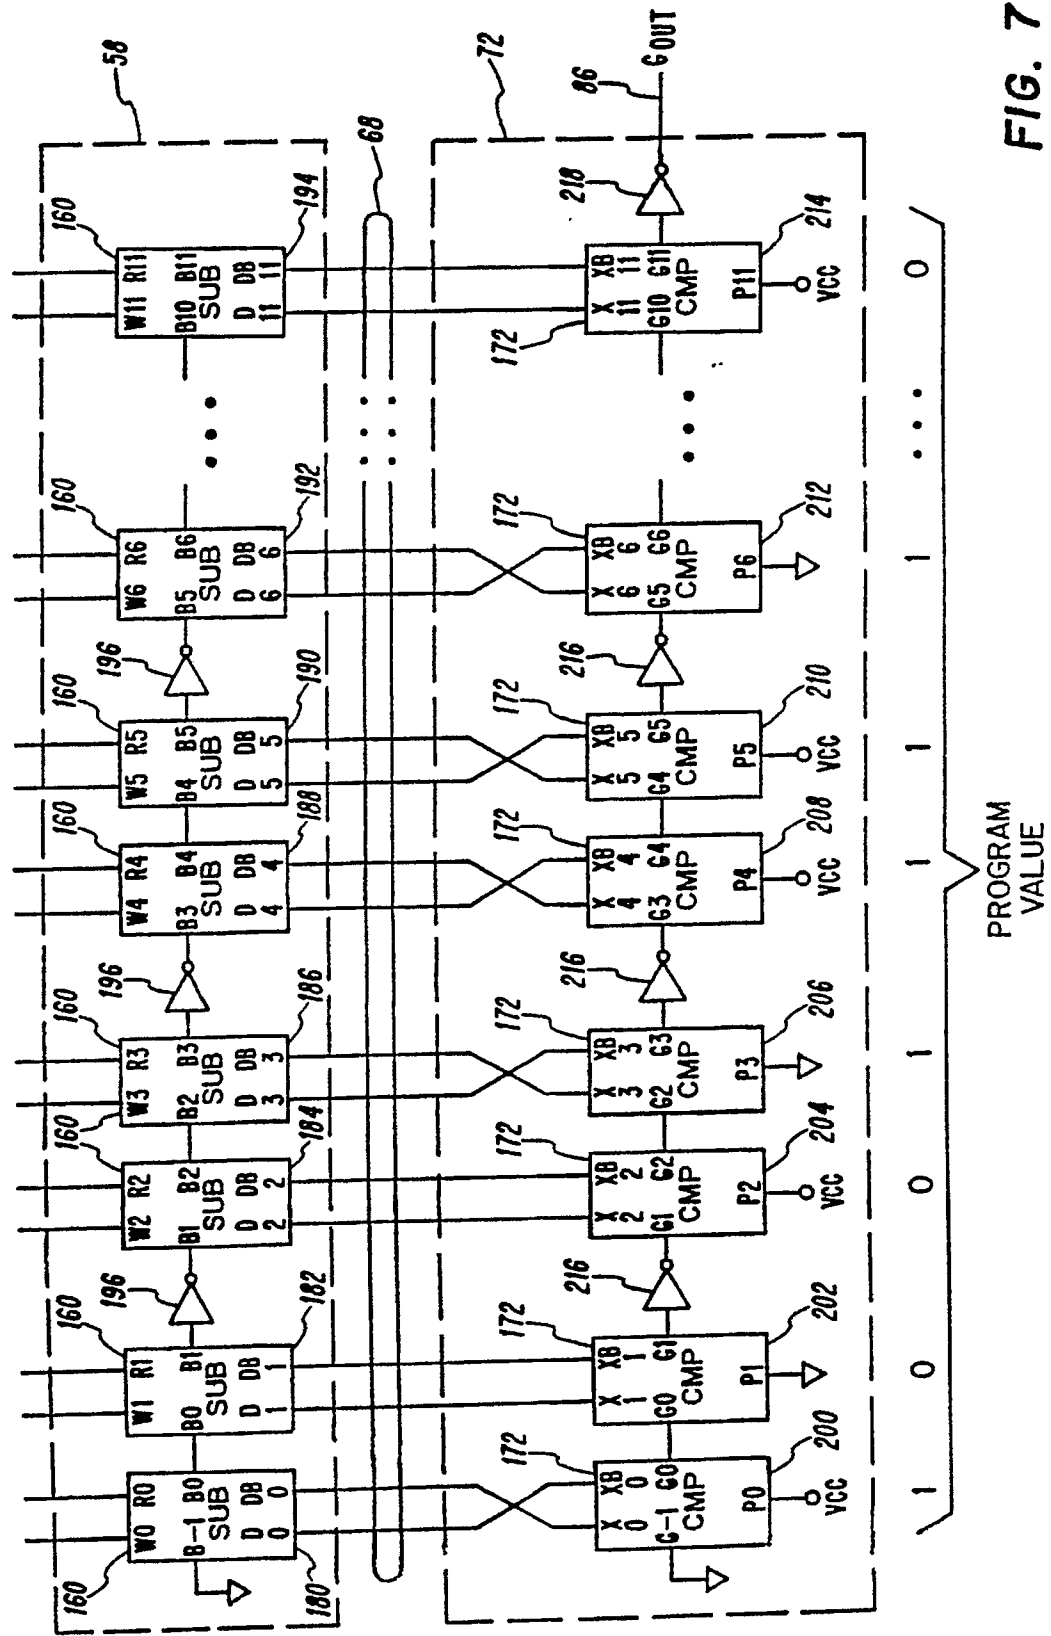 58
160 160 160 160 160 160 160 160 160
W0 R0 W1 R1 W2 R2 W3 R3 W4 R4 W5 R5 W6 R6 W11 R11
196 196 196
B-1 B0 B0 B1 B1 B2 B2 B3 B3 B4 B4 B5 B5 B6 B10 B11
SUB SUB SUB SUB SUB SUB SUB SUB
D DB D DB D DB D DB D DB D DB D DB D DB
0 0 1 1 2 2 3 3 4 4 5 5 6 6 11 11
180 182 184 186 188 190 192 194
68
72
172 172 172 172 172 172 172 172
216 216 216 218 86
X XB X XB X XB X XB X XB X XB X XB X XB
0 0 1 1 2 2 3 3 4 4 5 5 6 6 11 11
G-1 G0 G0 G1 G1 G2 G2 G3 G3 G4 G4 G5 G5 G6 G10 G11 GOUT
CMP CMP CMP CMP CMP CMP CMP CMP
P0 P1 P2 P3 P4 P5 P6 P11
200 202 204 206 208 210 212 214
VCC VCC VCC VCC VCC
1 0 0 1 1 1 1 ... 0
PROGRAM
VALUE
FIG. 7